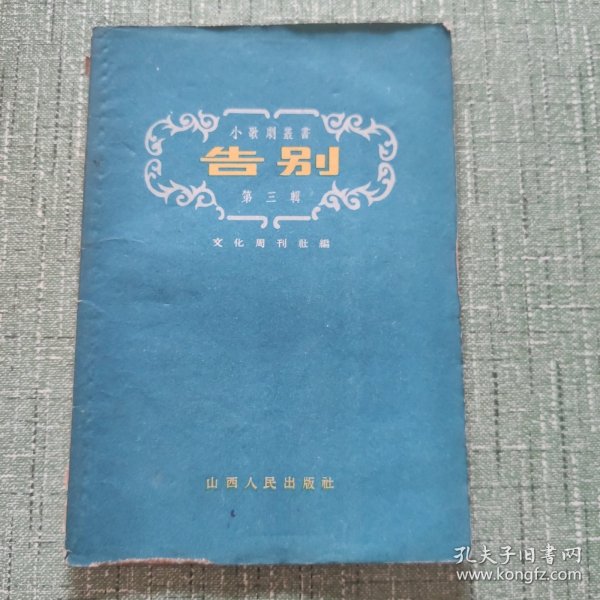 小歌劇叢書
告别
第三輯
文化周刊社編
山西人民出版社
孔夫子旧书网
www.kongfz.com